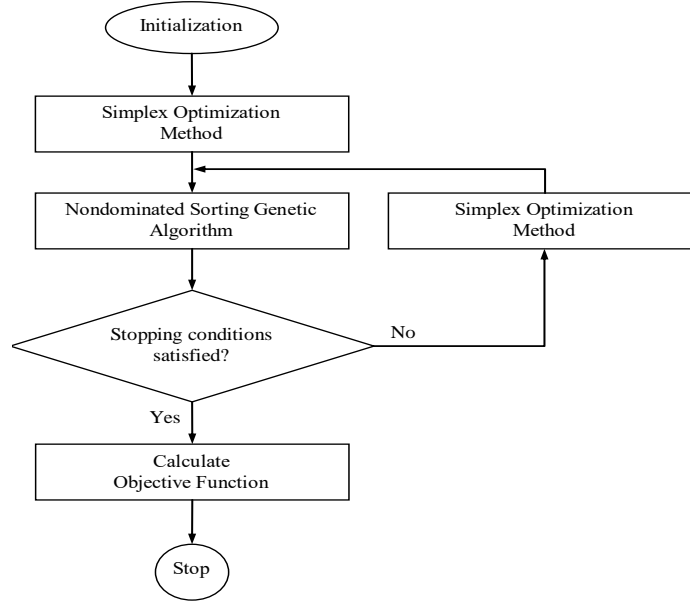 Initialization
Simplex Optimization
Method
Nondominated Sorting Genetic
Algorithm
Simplex Optimization
Method
Stopping conditions
satisfied?
No
Yes
Calculate
Objective Function
Stop